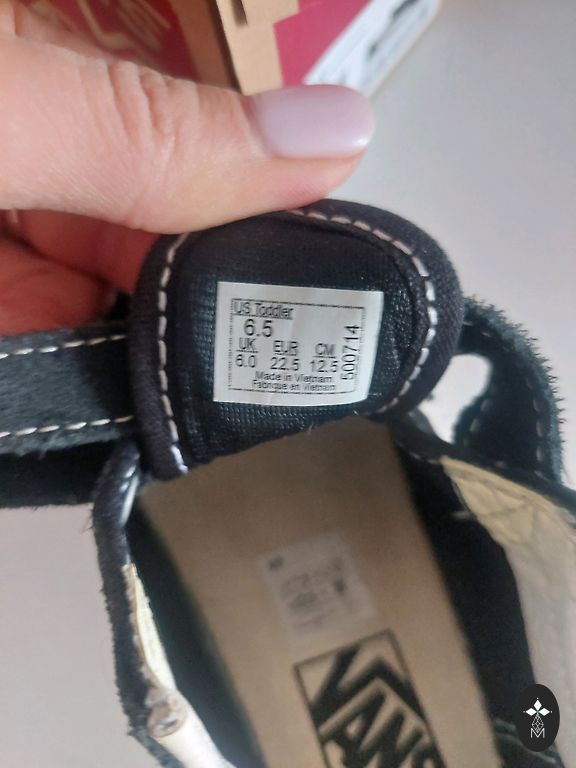 US Toddler
6.5
UK EUR CM
6.0 22.5 12.5
Made in Vietnam
Fabriqué en Vietnam
500714
VANS